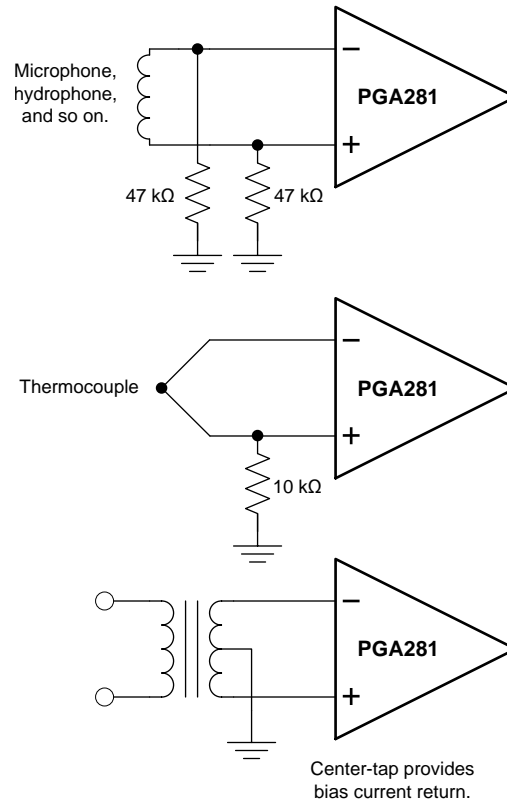 Microphone,
hydrophone,
and so on.
−
PGA281
+
47 kΩ
47 kΩ
−
Thermocouple
PGA281
+
10 kΩ
−
PGA281
+
Center-tap provides
bias current return.